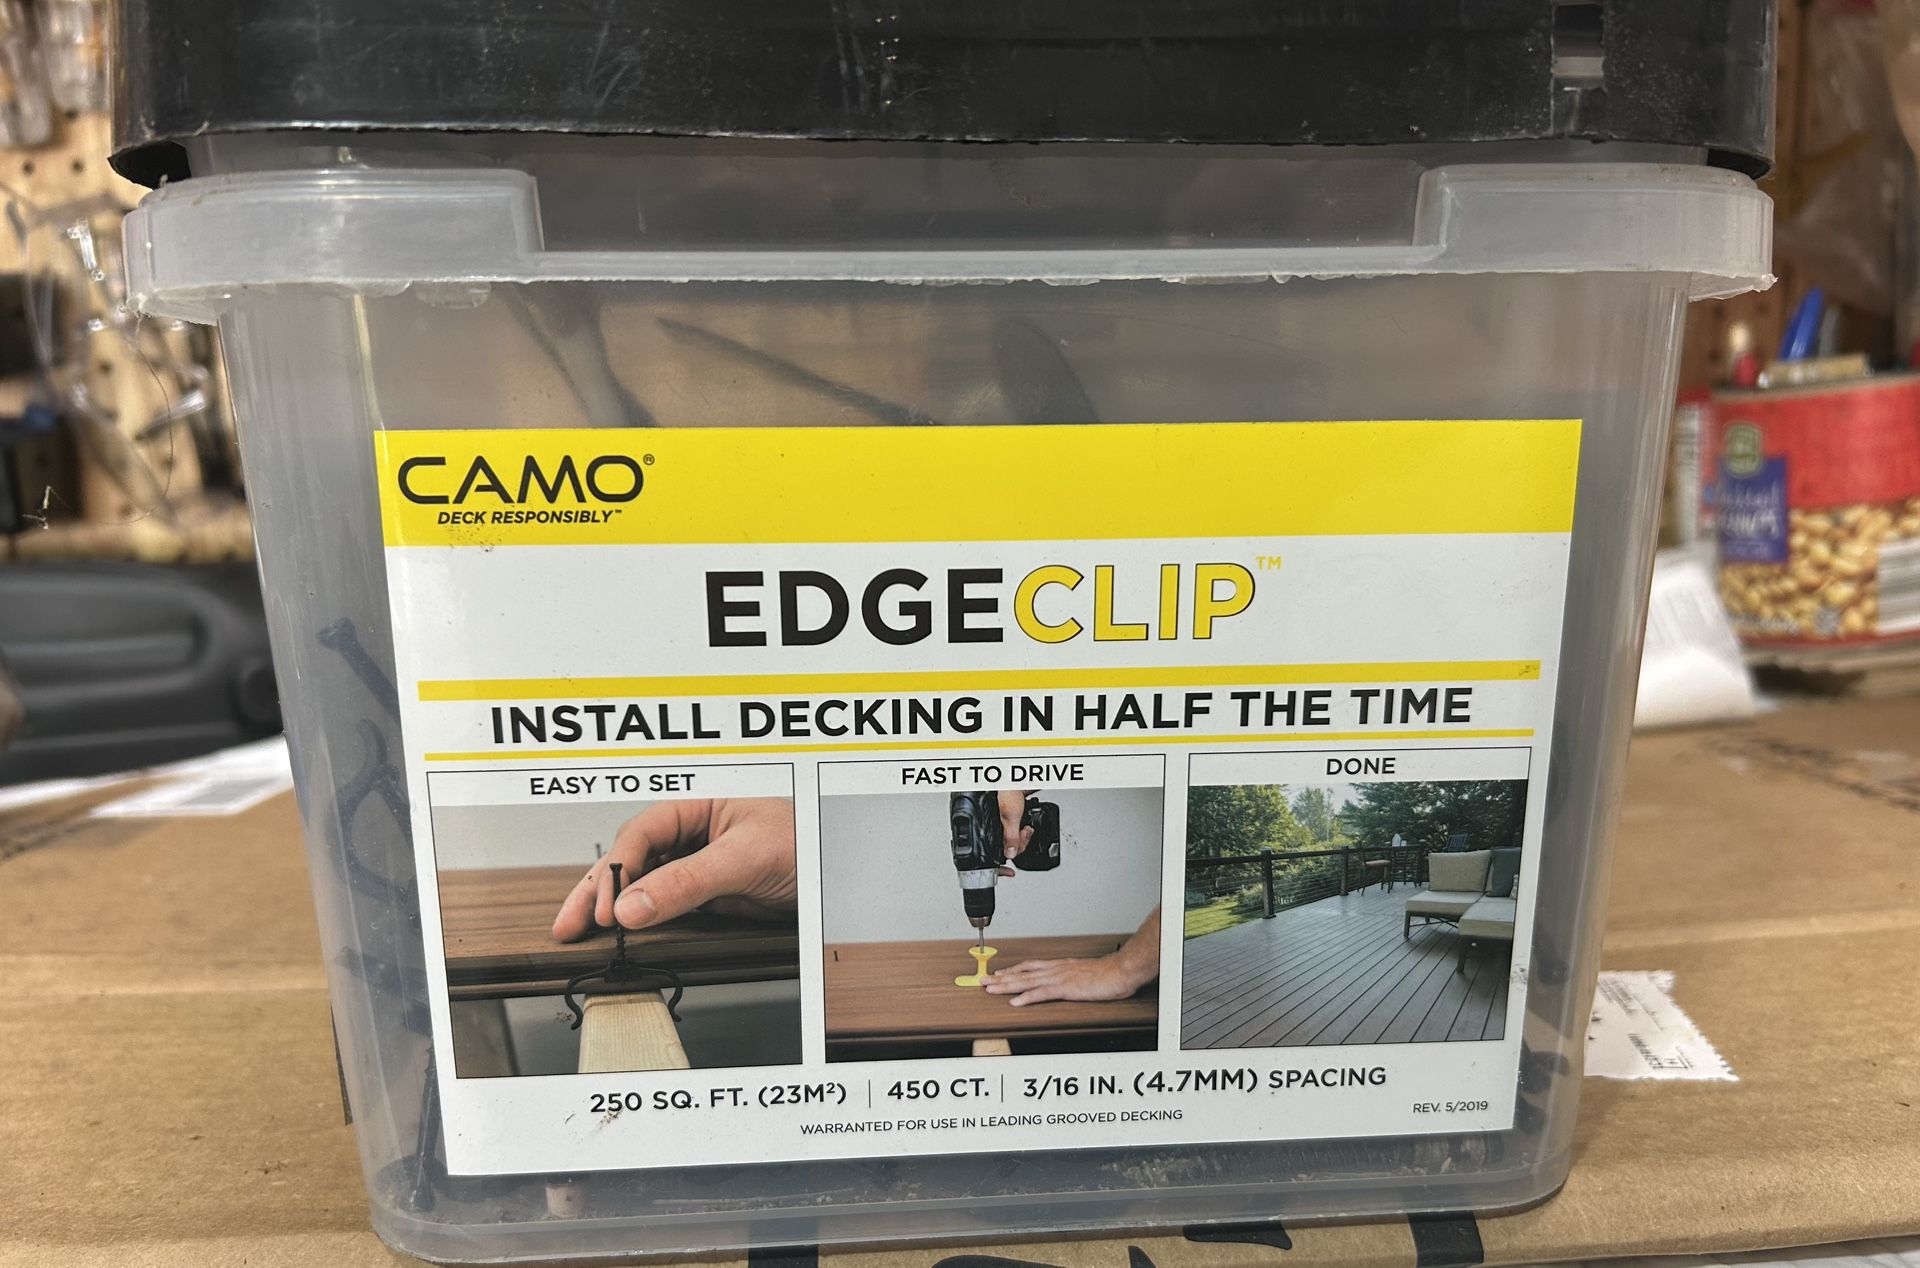 CAMO®
DECK RESPONSIBLY™
EDGECLIP™
INSTALL DECKING IN HALF THE TIME
EASY TO SET
FAST TO DRIVE
DONE
250 SQ. FT. (23M²) | 450 CT. | 3/16 IN. (4.7MM) SPACING
WARRANTED FOR USE IN LEADING GROOVED DECKING
REV. 5/2019